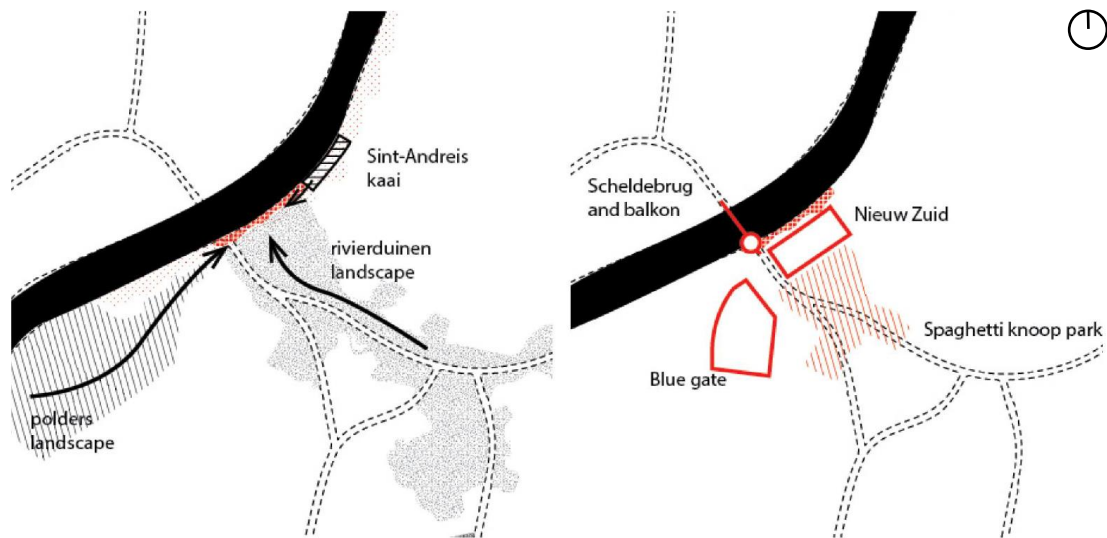 Sint-Andreis
kaai
rivierduinen
landscape
polders
landscape
Scheldebrug
and balkon
Nieuw Zuid
Spaghetti knoop park
Blue gate